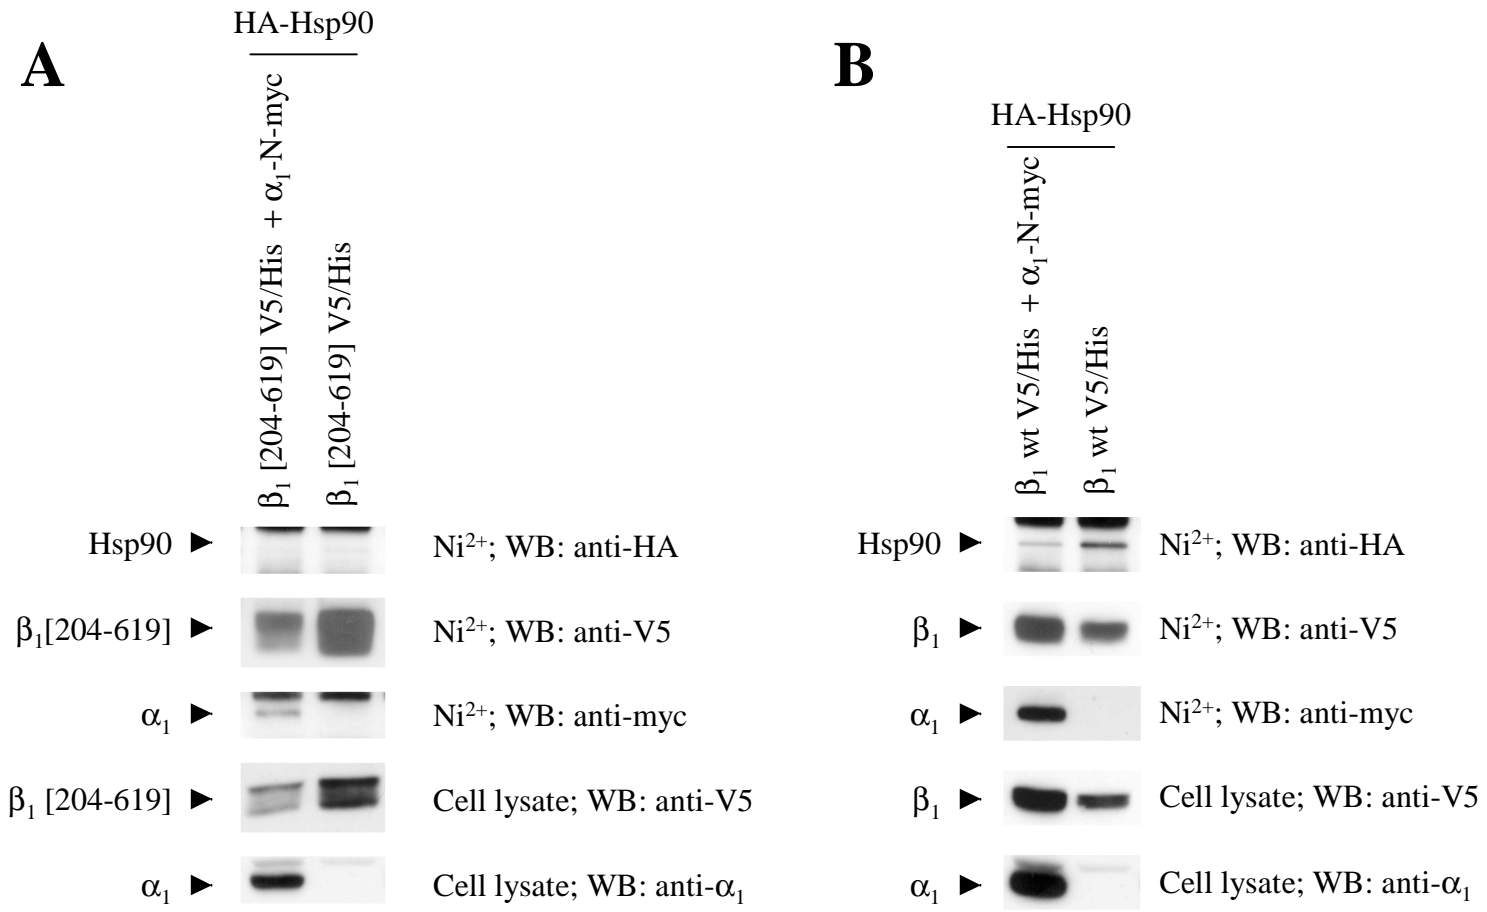 A
HA-Hsp90
β1 [204-619] V5/His + α1-N-myc
β1 [204-619] V5/His
Hsp90 Ni2+; WB: anti-HA
β1[204-619] Ni2+; WB: anti-V5
α1 Ni2+; WB: anti-myc
β1 [204-619] Cell lysate; WB: anti-V5
α1 Cell lysate; WB: anti-α1
B
HA-Hsp90
β1 wt V5/His + α1-N-myc
β1 wt V5/His
Hsp90 Ni2+; WB: anti-HA
β1 Ni2+; WB: anti-V5
α1 Ni2+; WB: anti-myc
β1 Cell lysate; WB: anti-V5
α1 Cell lysate; WB: anti-α1